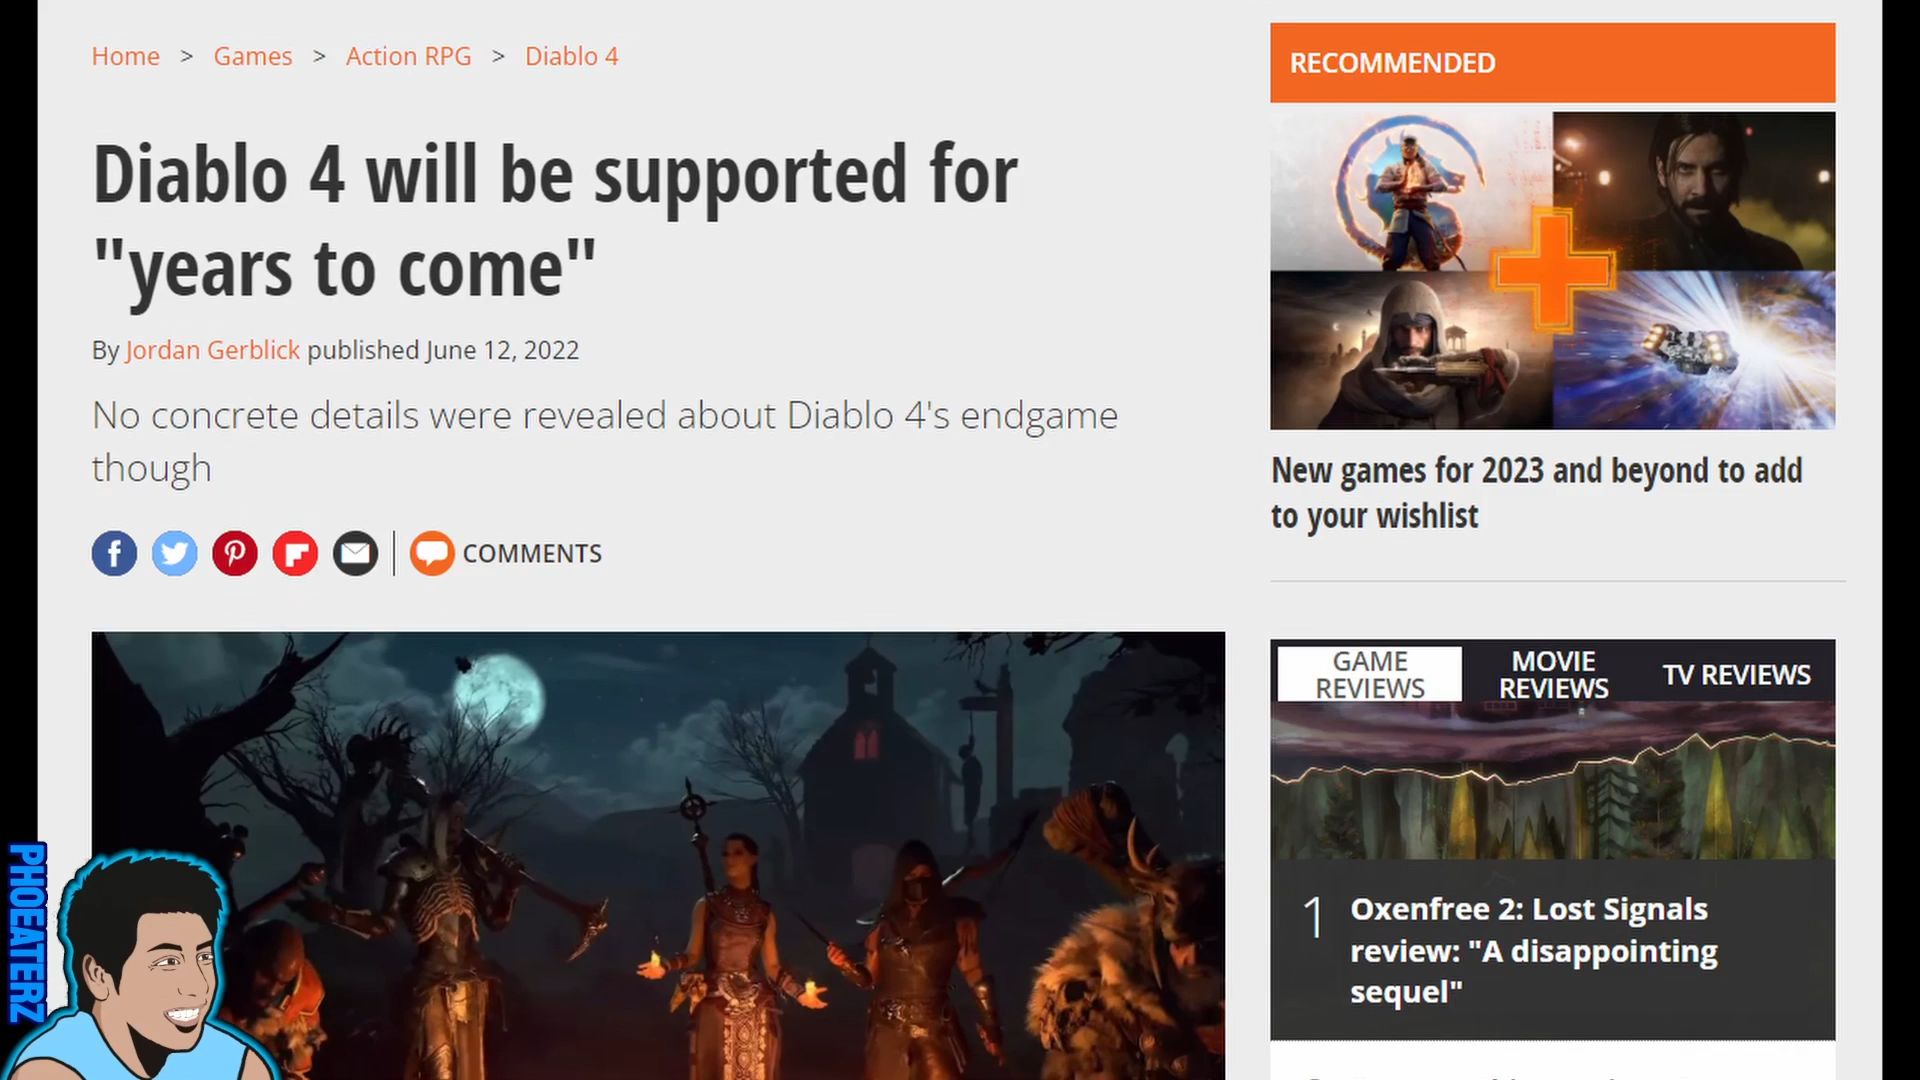 Home > Games > Action RPG > Diablo 4
Diablo 4 will be supported for
"years to come"
By Jordan Gerblick published June 12, 2022
No concrete details were revealed about Diablo 4's endgame
though
COMMENTS
RECOMMENDED
New games for 2023 and beyond to add
to your wishlist
GAME
REVIEWS
MOVIE
REVIEWS
TV REVIEWS
1
Oxenfree 2: Lost Signals
review: "A disappointing
sequel"
PHOEATERZ